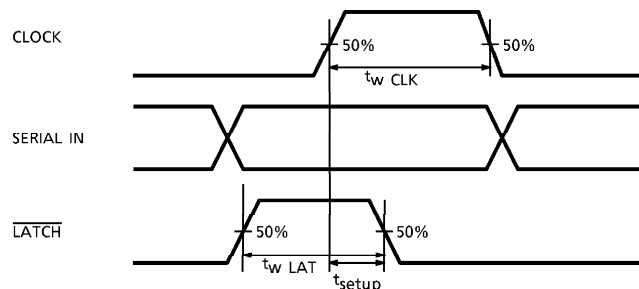 CLOCK
50%
50%
tw CLK
SERIAL IN
LATCH
50%
50%
tw LAT
tsetup